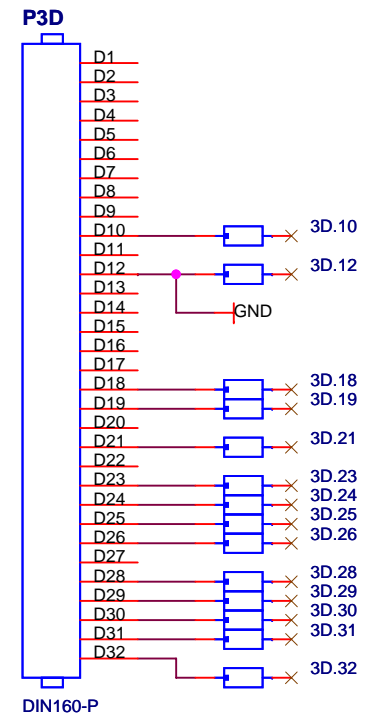 P3D
D1
D2
D3
D4
D5
D6
D7
D8
D9
D10 3D.10
D11
D12 3D.12
D13
D14 GND
D15
D16
D17
D18 3D.18
D19 3D.19
D20
D21 3D.21
D22
D23 3D.23
D24 3D.24
D25 3D.25
D26 3D.26
D27
D28 3D.28
D29 3D.29
D30 3D.30
D31 3D.31
D32 3D.32
DIN160-P